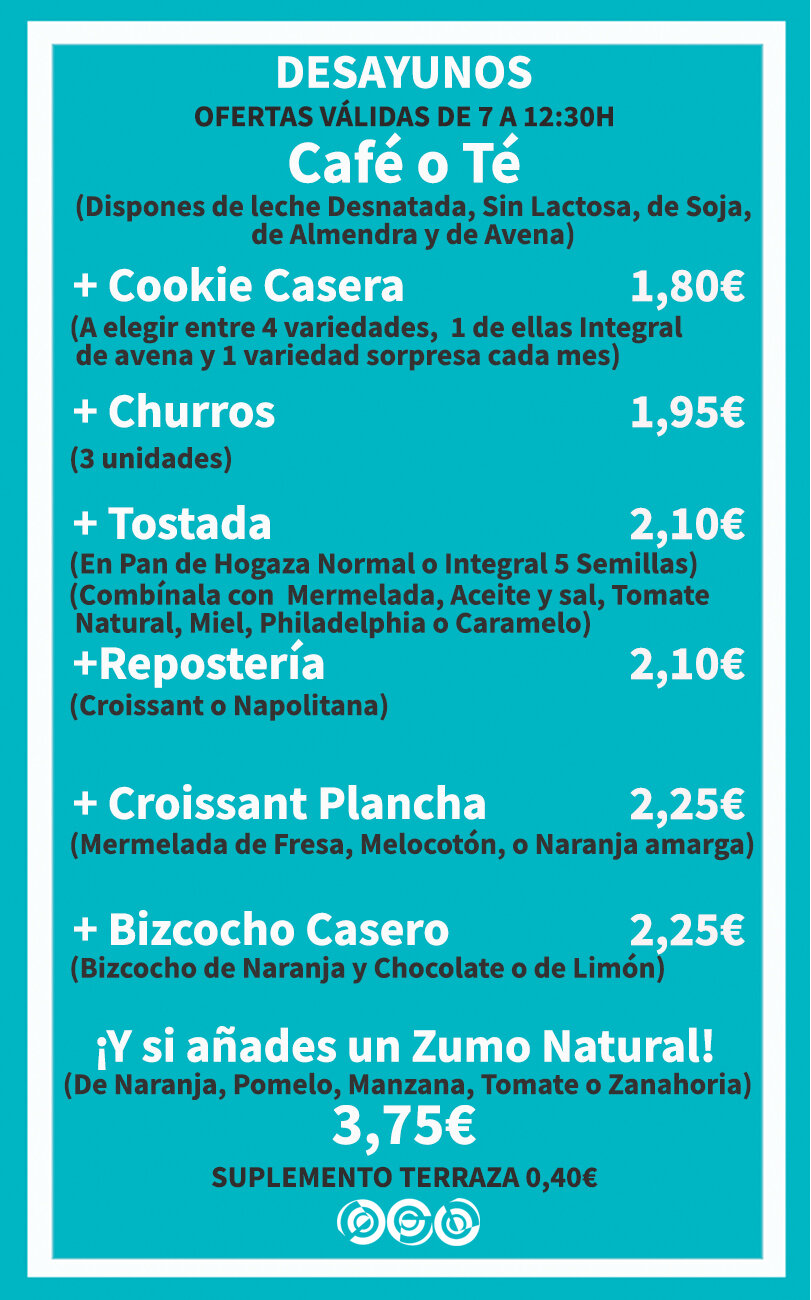 DESAYUNOS
OFERTAS VÁLIDAS DE 7 A 12:30H
Café o Té
(Dispones de leche Desnatada, Sin Lactosa, de Soja,
de Almendra y de Avena)
+ Cookie Casera 1,80€
(A elegir entre 4 variedades, 1 de ellas Integral
de avena y 1 variedad sorpresa cada mes)
+ Churros 1,95€
(3 unidades)
+ Tostada 2,10€
(En Pan de Hogaza Normal o Integral 5 Semillas)
(Combínala con Mermelada, Aceite y sal, Tomate
Natural, Miel, Philadelphia o Caramelo)
+Repostería 2,10€
(Croissant o Napolitana)
+ Croissant Plancha 2,25€
(Mermelada de Fresa, Melocotón, o Naranja amarga)
+ Bizcocho Casero 2,25€
(Bizcocho de Naranja y Chocolate o de Limón)
¡Y si añades un Zumo Natural!
(De Naranja, Pomelo, Manzana, Tomate o Zanahoria)
3,75€
SUPLEMENTO TERRAZA 0,40€